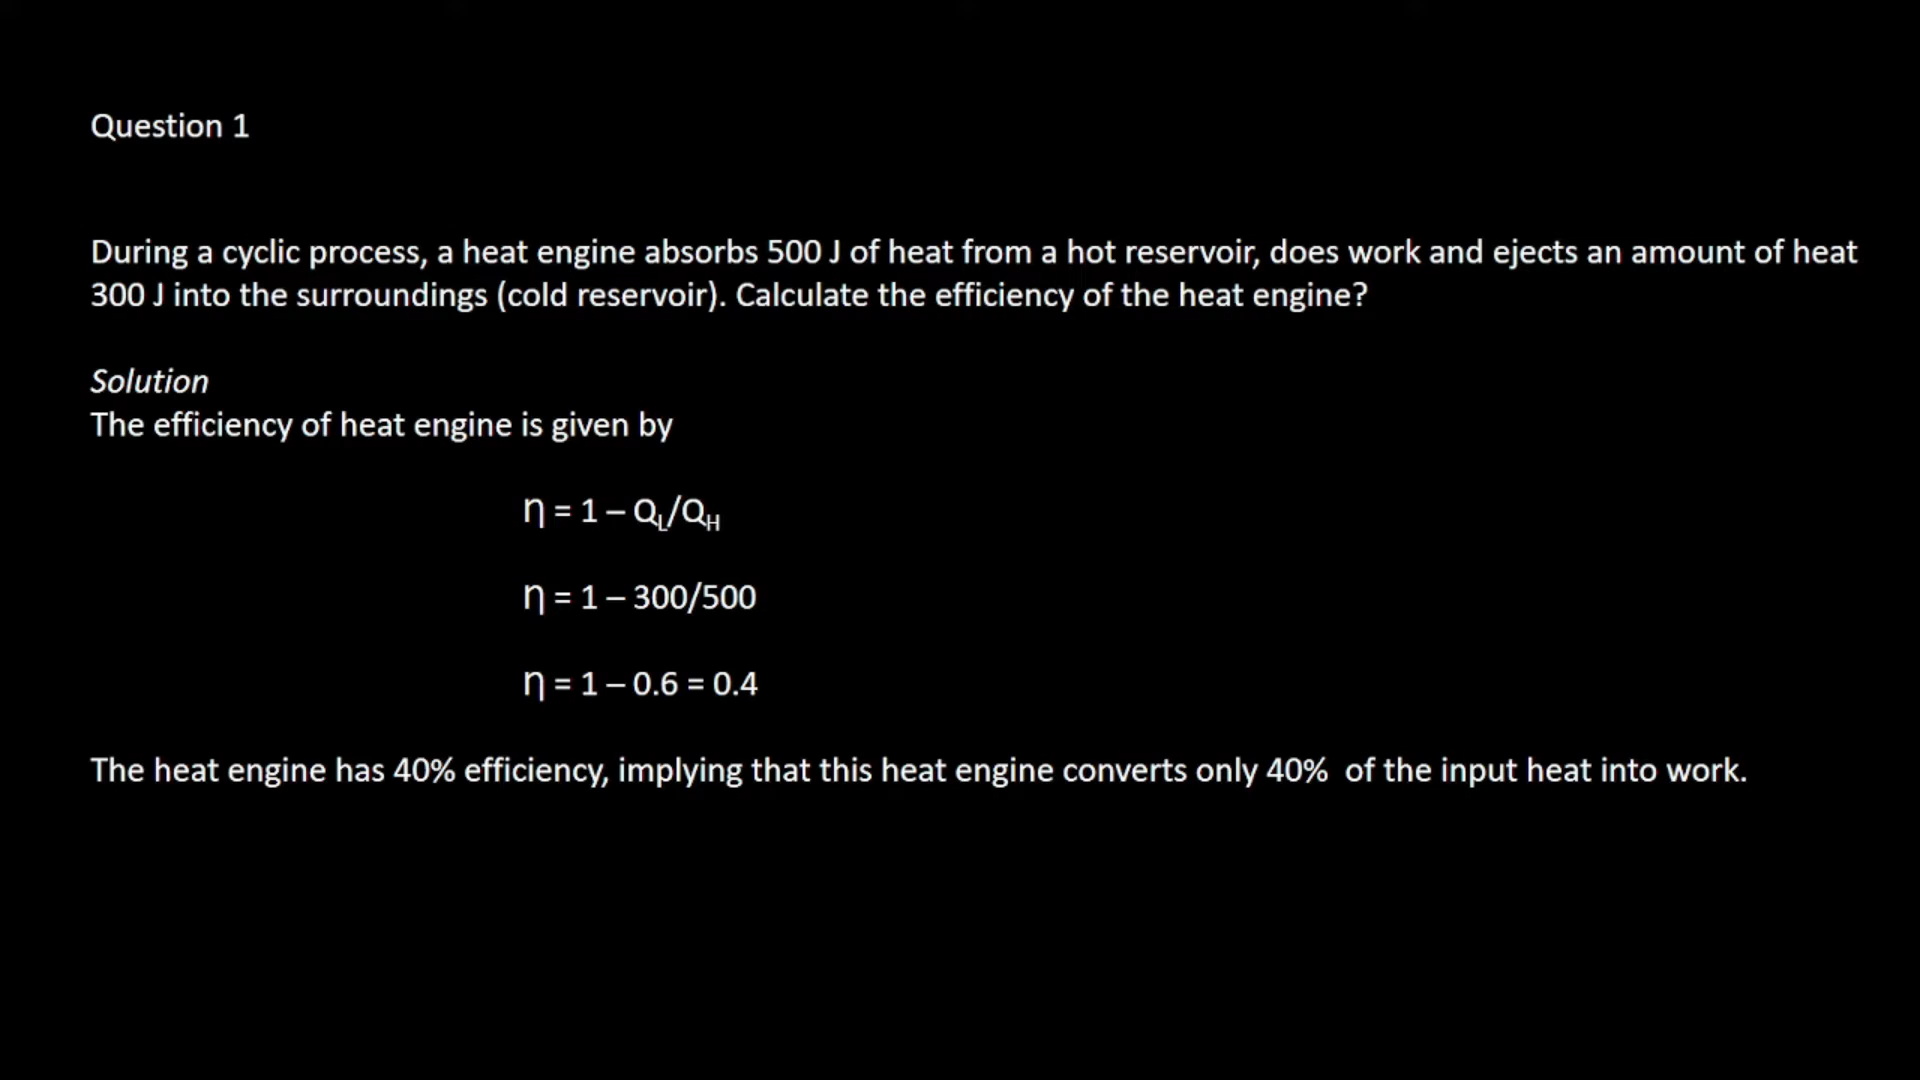 Question 1
During a cyclic process, a heat engine absorbs 500 J of heat from a hot reservoir, does work and ejects an amount of heat
300 J into the surroundings (cold reservoir). Calculate the efficiency of the heat engine?
Solution
The efficiency of heat engine is given by
η = 1 – Q_L/Q_H
η = 1 – 300/500
η = 1 – 0.6 = 0.4
The heat engine has 40% efficiency, implying that this heat engine converts only 40%  of the input heat into work.